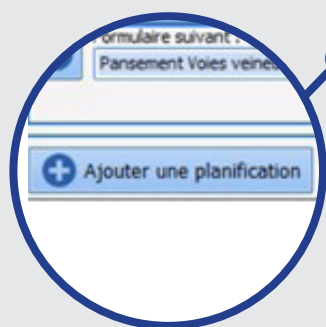 Formulaire suivant :
Pansement Voies veine
Ajouter une planification